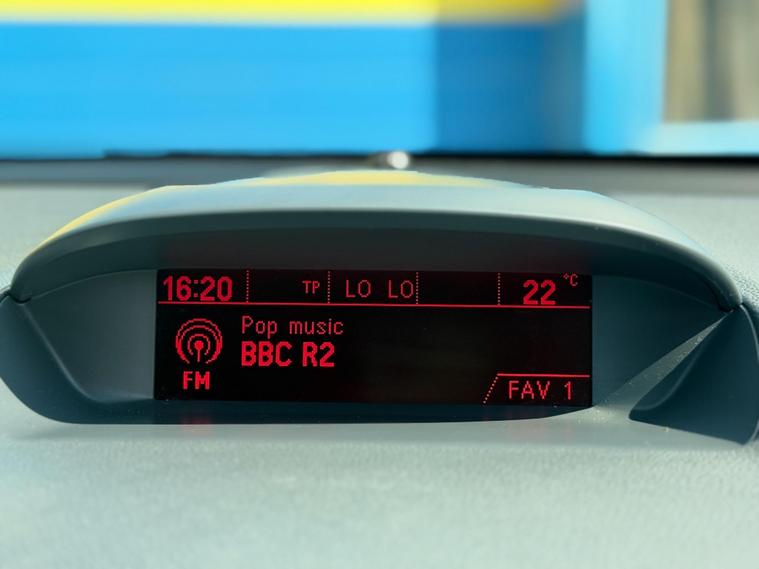 16:20 TP LO LO 22 °C
Pop music
BBC R2
FM
FAV 1